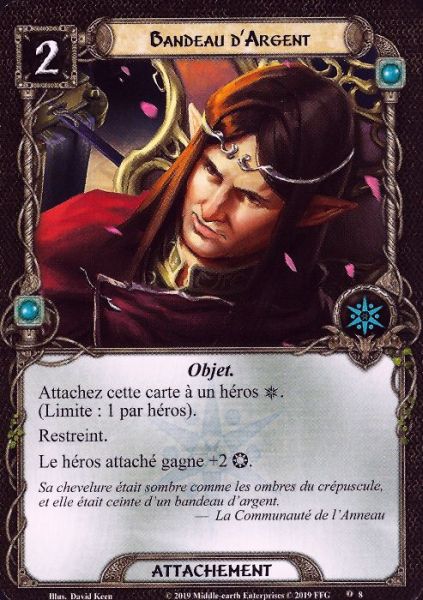 2
BANDEAU D'ARGENT
Objet.
Attachez cette carte à un héros.
(Limite : 1 par héros).
Restreint.
Le héros attaché gagne +2.
Sa chevelure était sombre comme les ombres du crépuscule,
et elle était ceinte d'un bandeau d'argent.
— La Communauté de l'Anneau
ATTACHEMENT
Illus. David Keen © 2019 Middle-earth Enterprises © 2019 FFG 8